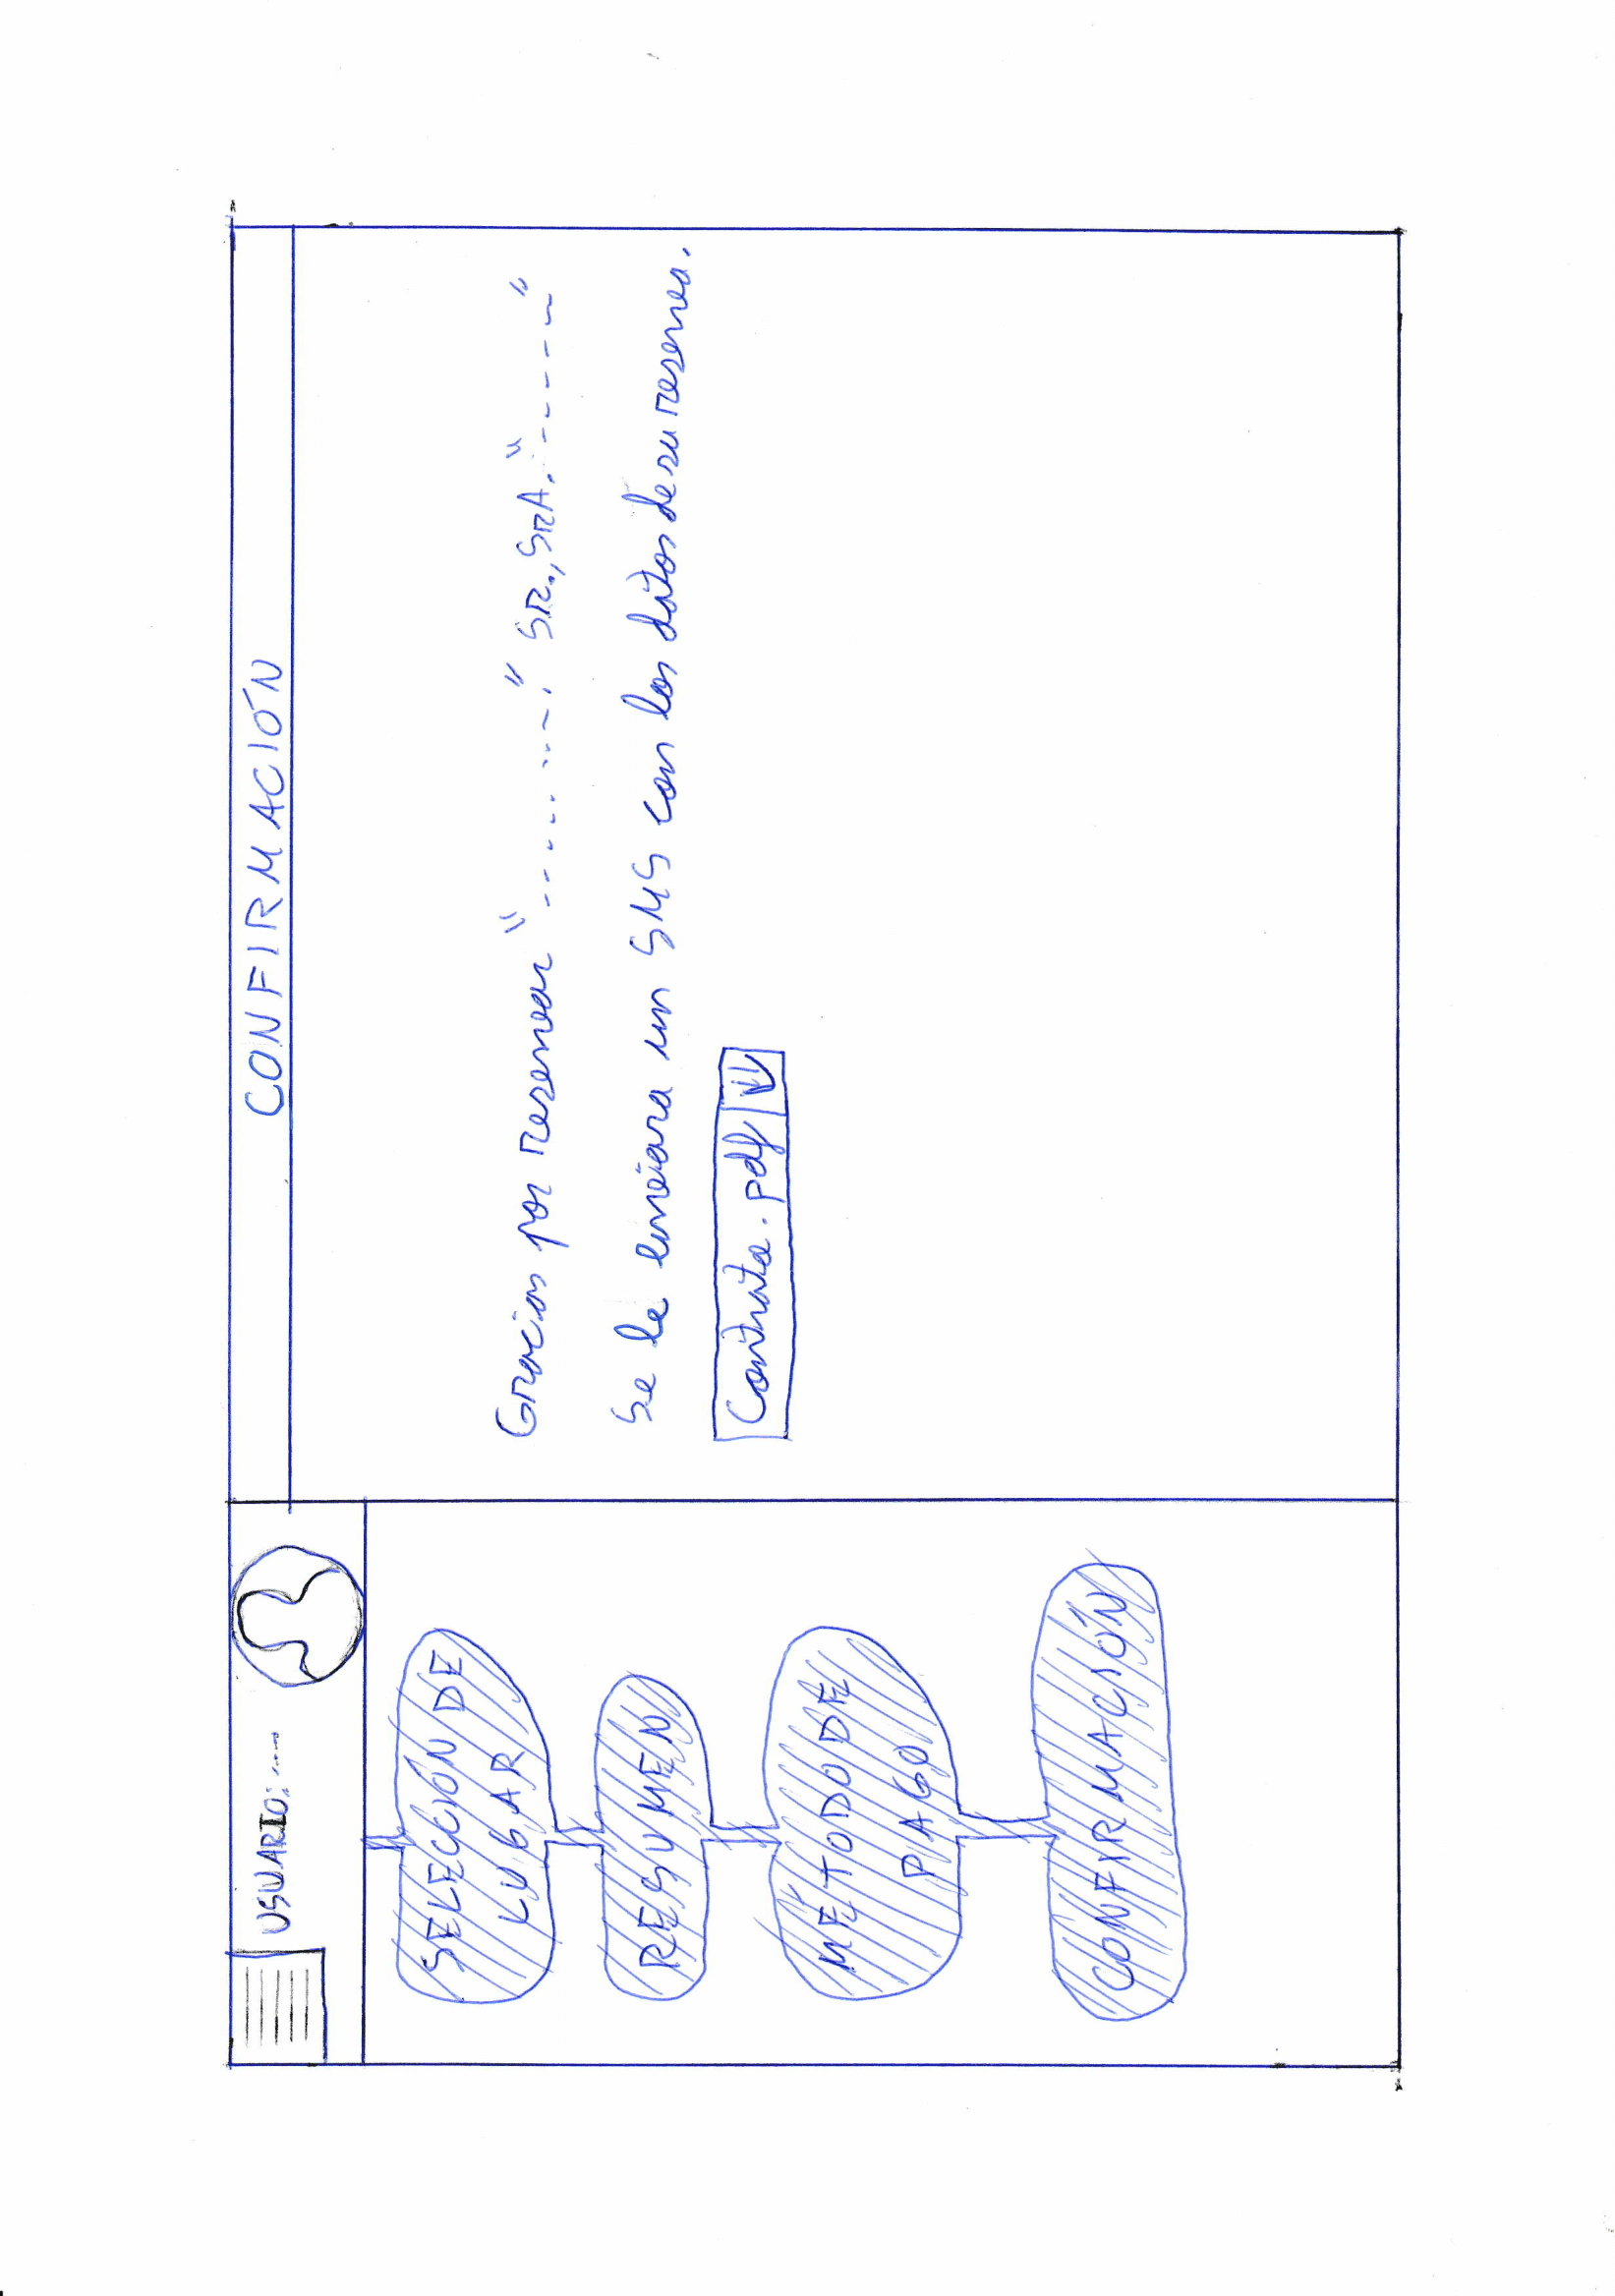 USUARIO:....
CONFIRMACIÓN
SELECCIÓN DE
LUGAR
RESUMEN
MÉTODO DE
PAGO
CONFIRMACIÓN
Gracias por reservar "..........." SR., SRA. "........"
Se le enviara un SMS con los datos de su reserva.
Contrato.pdf